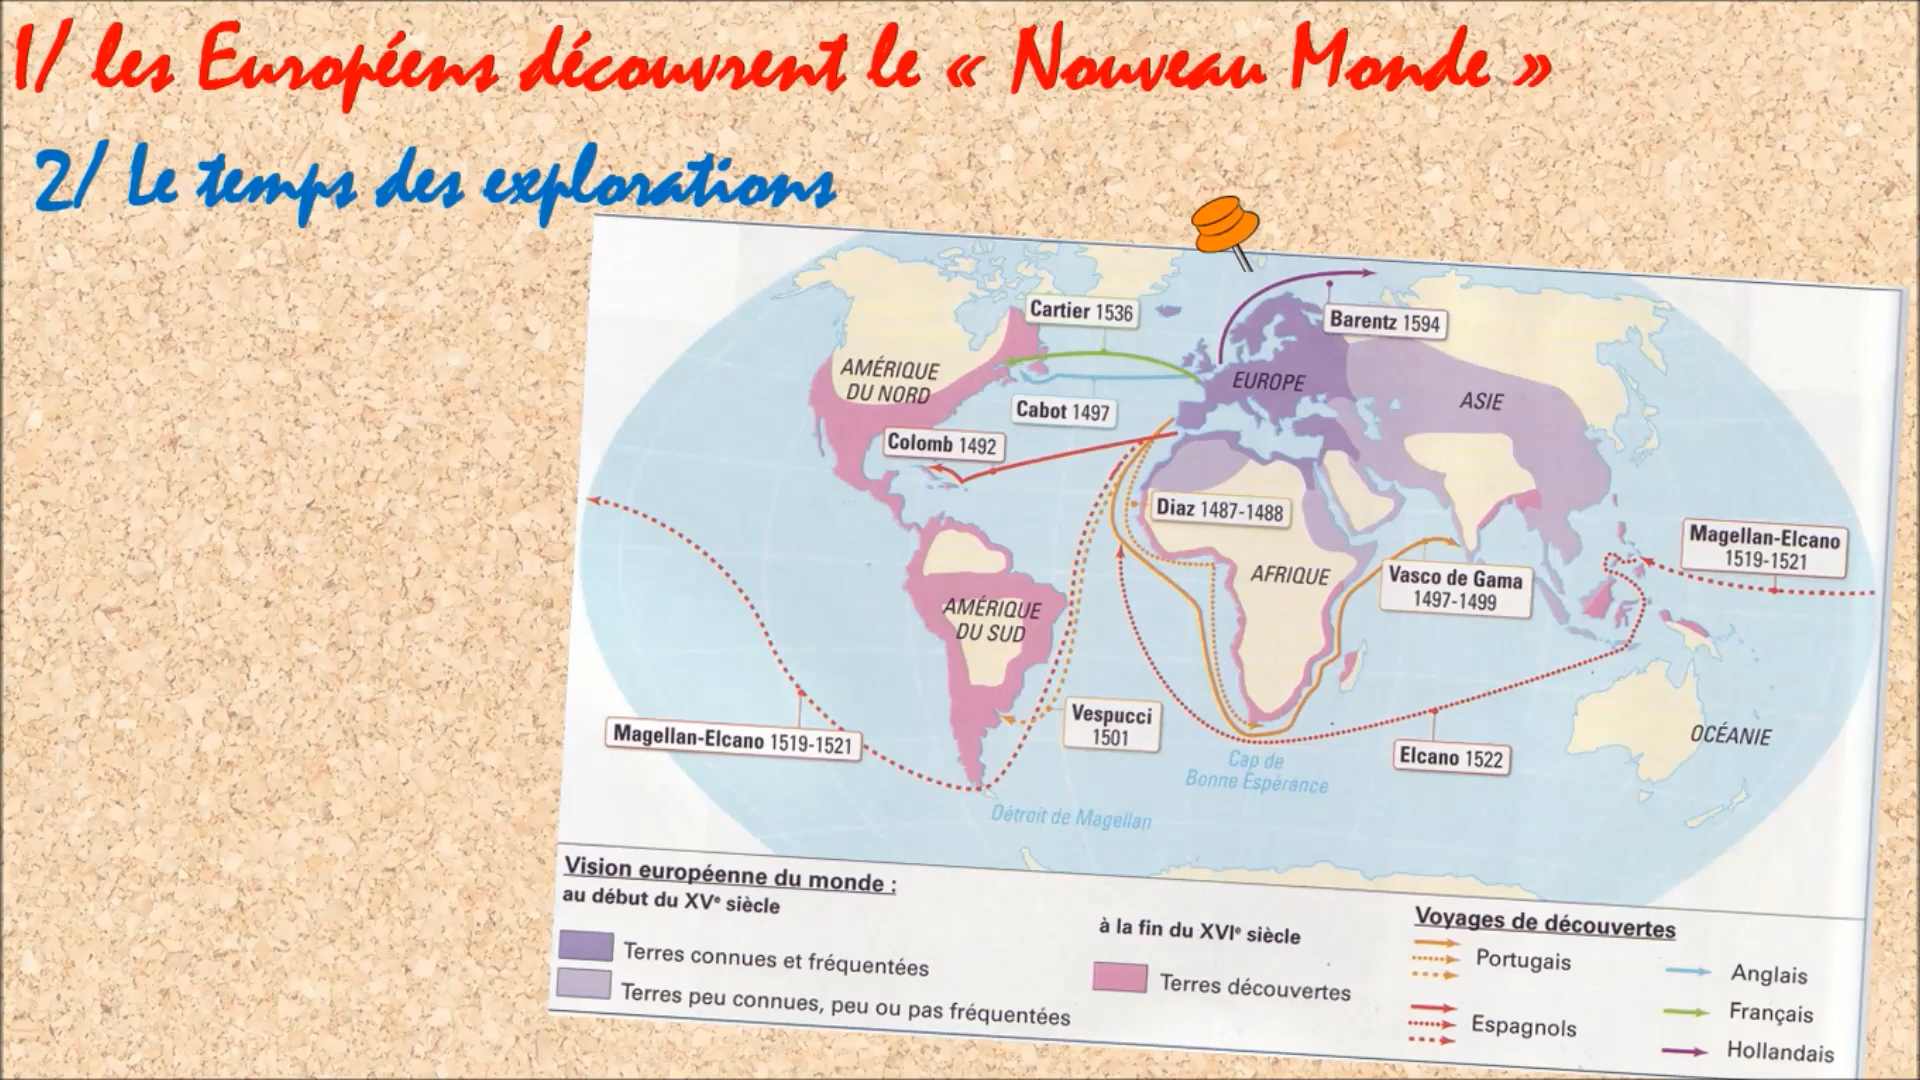 1/ les Européens découvrent le « Nouveau Monde »
2/ Le temps des explorations
Cartier 1536
Barentz 1594
AMÉRIQUE
DU NORD
EUROPE
ASIE
Cabot 1497
Colomb 1492
Diaz 1487-1488
Magellan-Elcano
1519-1521
AFRIQUE
Vasco de Gama
1497-1499
AMÉRIQUE
DU SUD
Vespucci
1501
Magellan-Elcano 1519-1521
OCÉANIE
Elcano 1522
Cap de
Bonne Espérance
Détroit de Magellan
Vision européenne du monde :
au début du XVe siècle
Terres connues et fréquentées
Terres peu connues, peu ou pas fréquentées
à la fin du XVIe siècle
Terres découvertes
Voyages de découvertes
Portugais
Espagnols
Anglais
Français
Hollandais